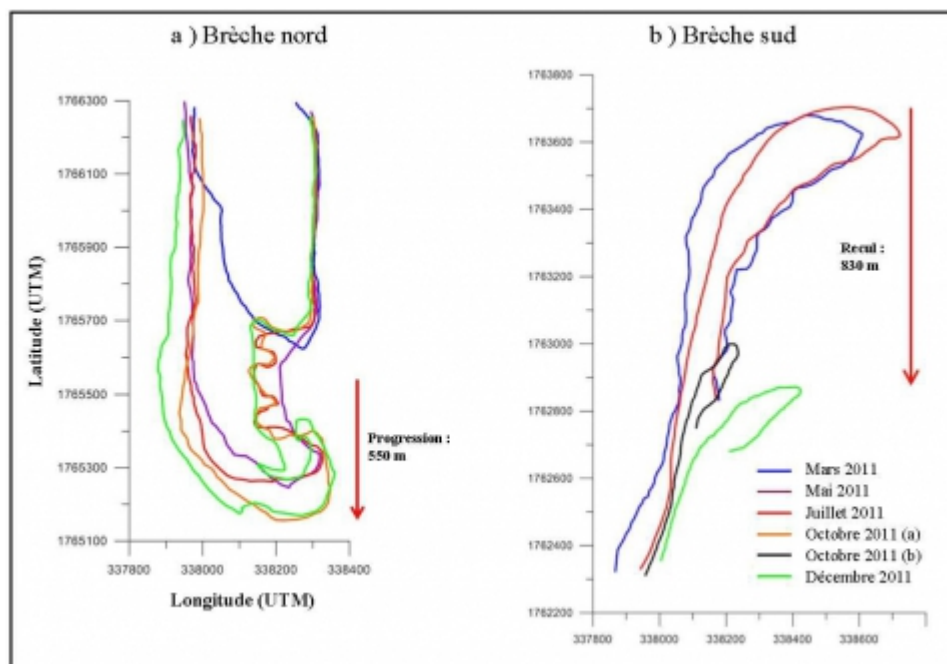 a ) Brèche nord
1766300
1766100
1765900
1765700
1765500
1765300
1765100
Latitude (UTM)
Progression :
550 m
337800
338000
338200
338400
Longitude (UTM)
b ) Brèche sud
1763800
1763600
1763400
1763200
1763000
1762800
1762600
1762400
1762200
Recul :
830 m
Mars 2011
Mai 2011
Juillet 2011
Octobre 2011 (a)
Octobre 2011 (b)
Décembre 2011
337800
338000
338200
338400
338600